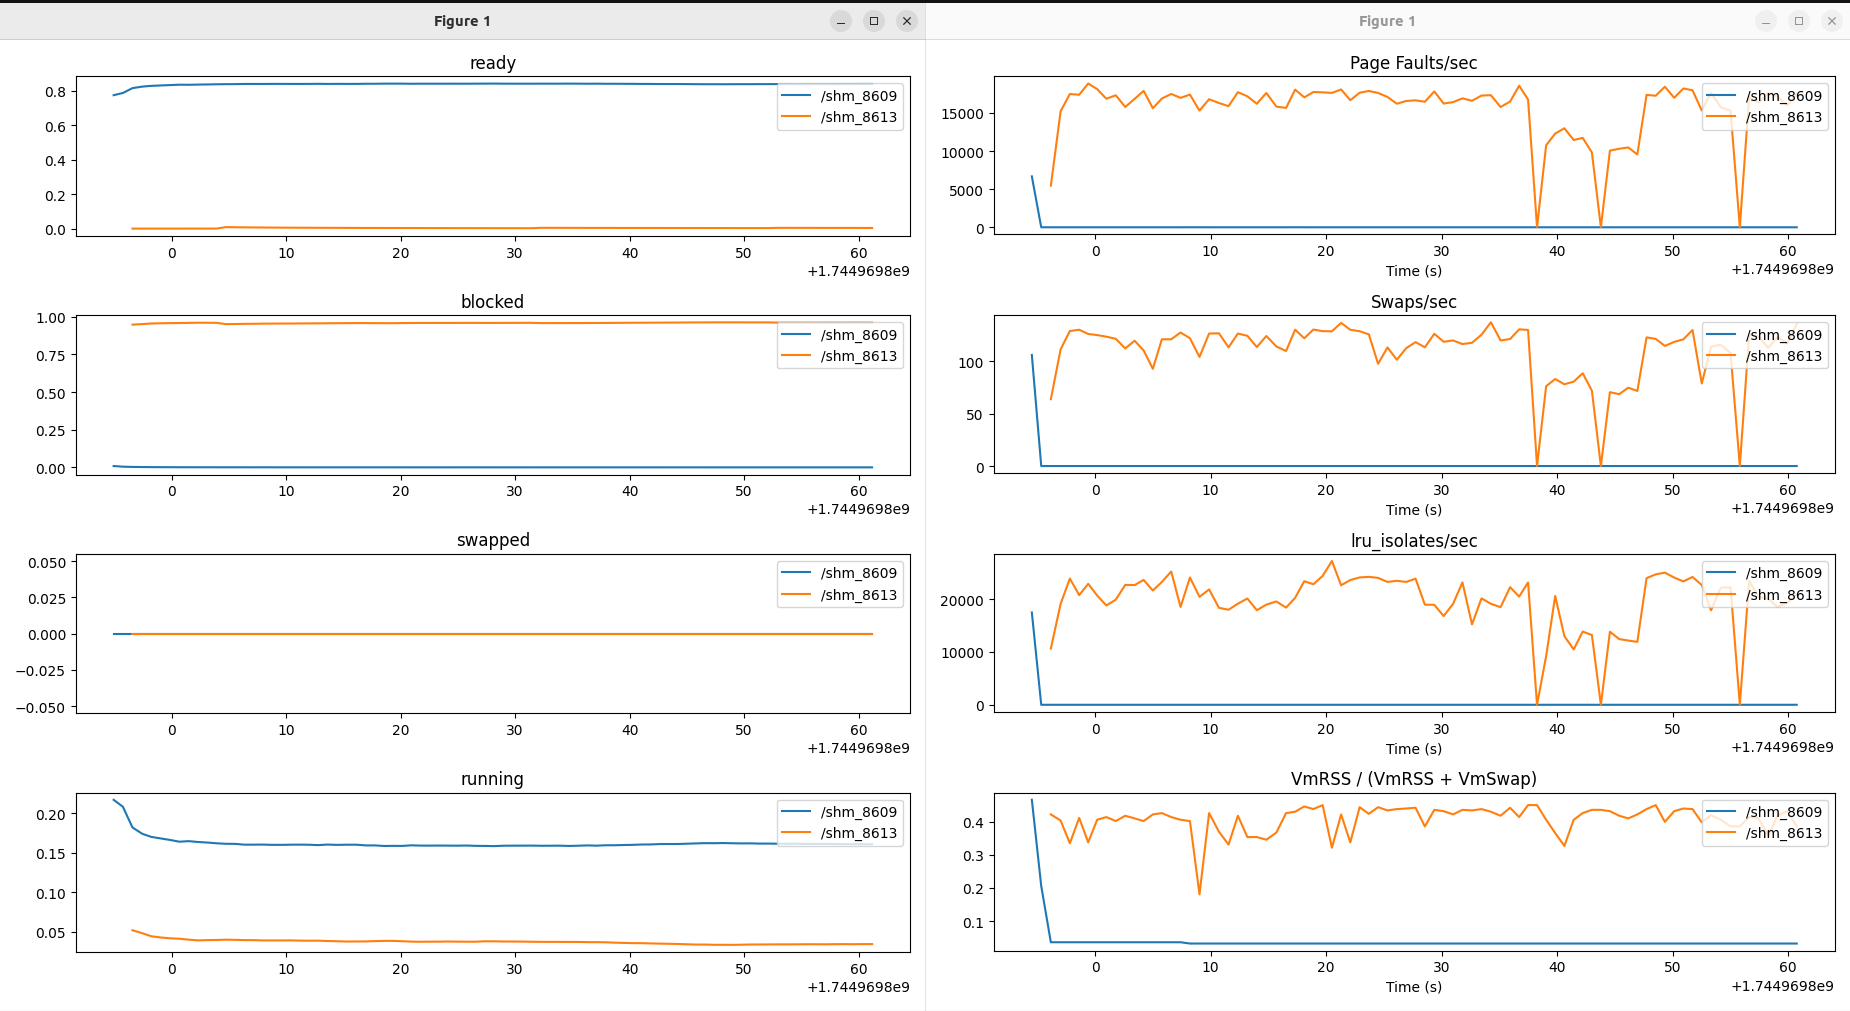 Figure 1
ready
0.8
0.6
0.4
0.2
0.0
/shm_8609
/shm_8613
0 10 20 30 40 50 60
+1.7449698e9
blocked
1.00
0.75
0.50
0.25
0.00
/shm_8609
/shm_8613
0 10 20 30 40 50 60
+1.7449698e9
swapped
0.050
0.025
0.000
−0.025
−0.050
/shm_8609
/shm_8613
0 10 20 30 40 50 60
+1.7449698e9
running
0.20
0.15
0.10
0.05
/shm_8609
/shm_8613
0 10 20 30 40 50 60
+1.7449698e9
Figure 1
Page Faults/sec
15000
10000
5000
0
/shm_8609
/shm_8613
0 10 20 30 40 50 60
Time (s)
+1.7449698e9
Swaps/sec
100
50
0
/shm_8609
/shm_8613
0 10 20 30 40 50 60
Time (s)
+1.7449698e9
lru_isolates/sec
20000
10000
0
/shm_8609
/shm_8613
0 10 20 30 40 50 60
Time (s)
+1.7449698e9
VmRSS / (VmRSS + VmSwap)
0.4
0.3
0.2
0.1
/shm_8609
/shm_8613
0 10 20 30 40 50 60
Time (s)
+1.7449698e9